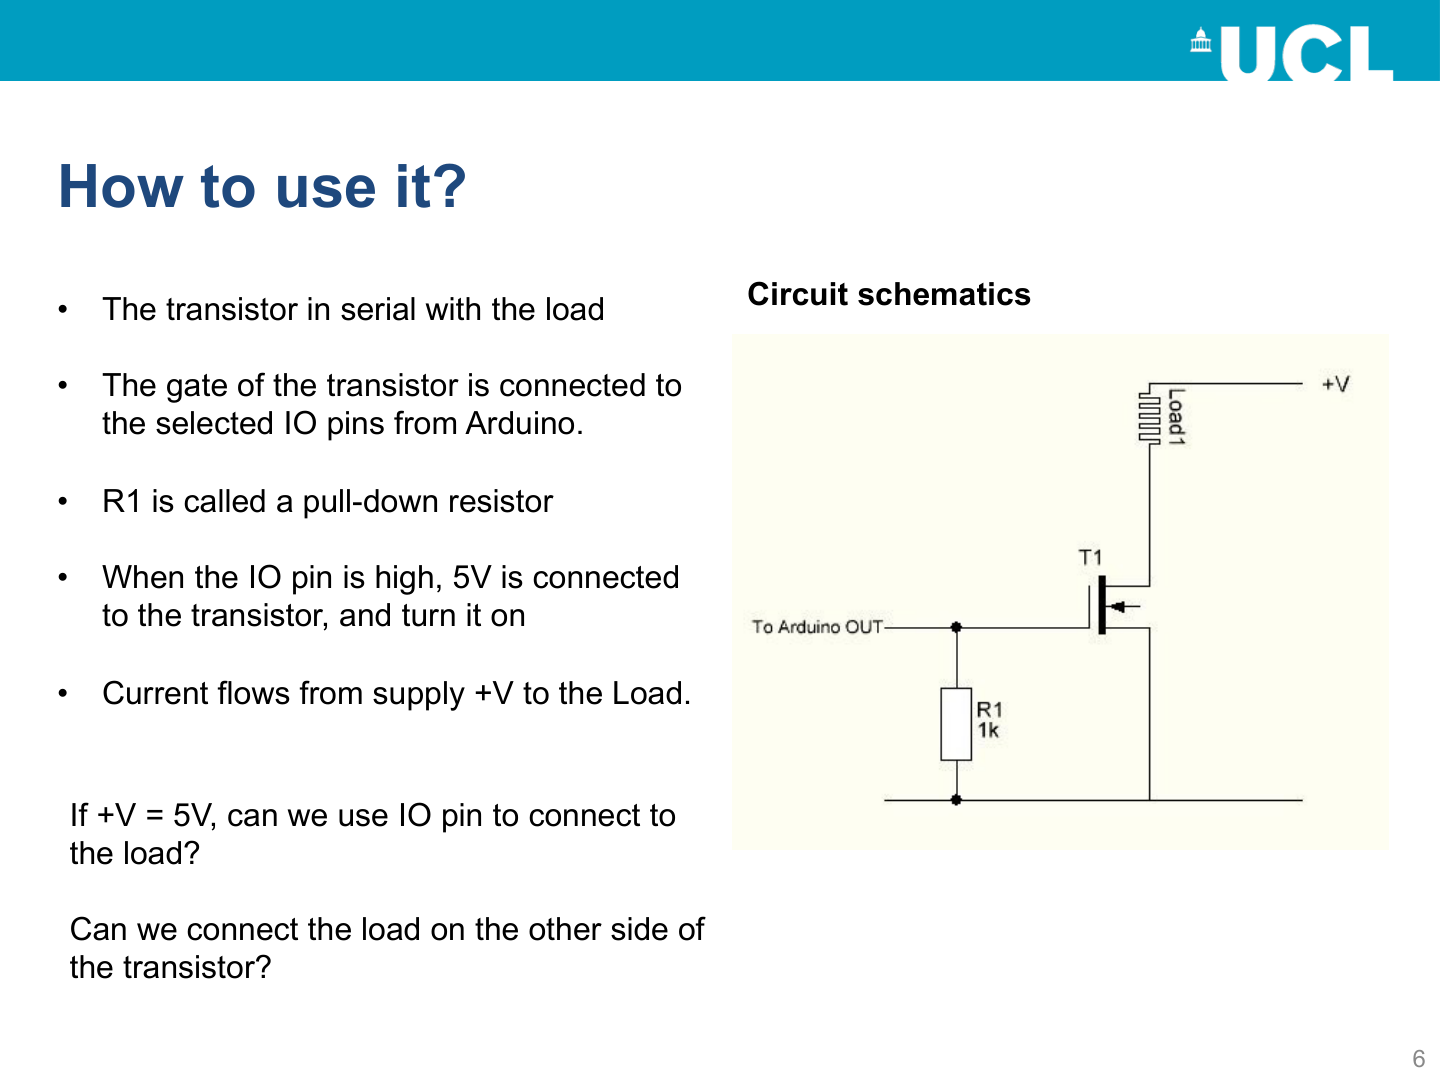 UCL
How to use it?
• The transistor in serial with the load
• The gate of the transistor is connected to
the selected IO pins from Arduino.
• R1 is called a pull-down resistor
• When the IO pin is high, 5V is connected
to the transistor, and turn it on
• Current flows from supply +V to the Load.
If +V = 5V, can we use IO pin to connect to
the load?
Can we connect the load on the other side of
the transistor?
Circuit schematics
+V
Load1
T1
To Arduino OUT
R1
1k
6